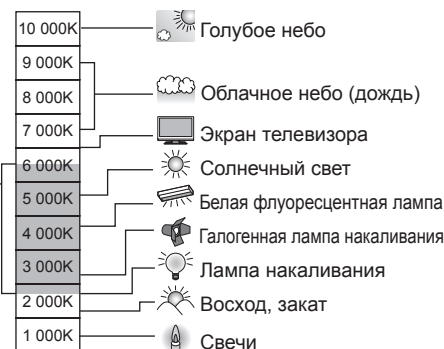 10 000K Голубое небо
9 000K
8 000K Облачное небо (дождь)
7 000K Экран телевизора
6 000K Солнечный свет
5 000K Белая флуоресцентная лампа
4 000K Галогенная лампа накаливания
3 000K Лампа накаливания
2 000K Восход, закат
1 000K Свечи